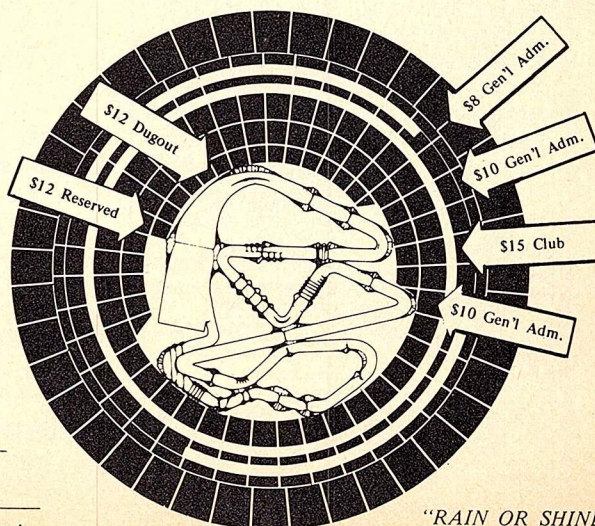 $12 Dugout
$12 Reserved
$8 Gen'l Adm.
$10 Gen'l Adm.
$15 Club
$10 Gen'l Adm.
"RAIN OR SHINE